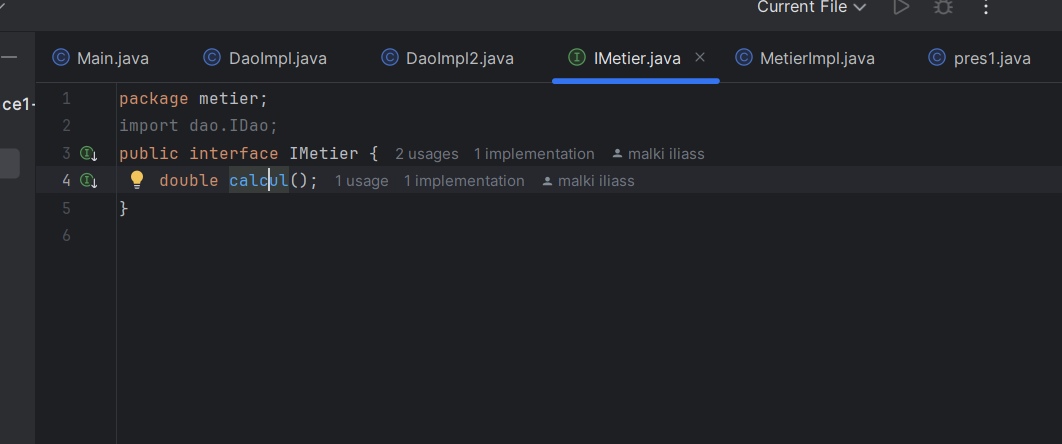 Current File
Main.java DaoImpl.java DaoImpl2.java IMetier.java MetierImpl.java pres1.java
ce1-
1 package metier;
2 import dao.IDao;
3 public interface IMetier { 2 usages 1 implementation malki iliass
4 double calcul(); 1 usage 1 implementation malki iliass
5 }
6